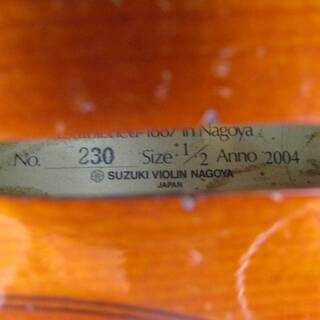 1887 in Nagoya
No. 230 Size 1/2 Anno 2004
SUZUKI VIOLIN NAGOYA
JAPAN